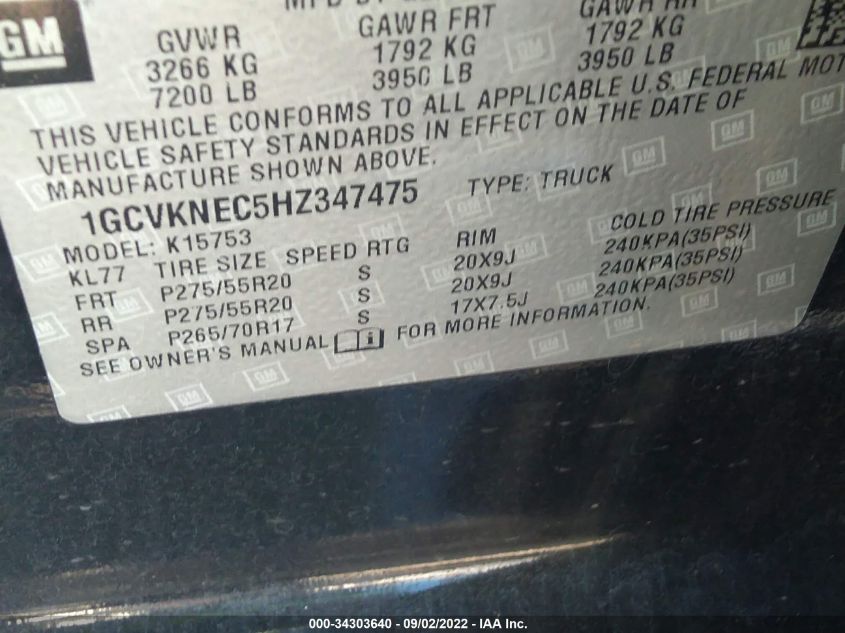 GM
GVWR GAWR FRT GAWR RR
3266 KG 1792 KG 1792 KG
7200 LB 3950 LB 3950 LB
THIS VEHICLE CONFORMS TO ALL APPLICABLE U.S. FEDERAL MOT
VEHICLE SAFETY STANDARDS IN EFFECT ON THE DATE OF
MANUFACTURE SHOWN ABOVE.
1GCVKNEC5HZ347475 TYPE: TRUCK
MODEL: K15753 COLD TIRE PRESSURE
KL77 TIRE SIZE SPEED RTG RIM 240KPA(35PSI)
FRT P275/55R20 S 20X9J 240KPA(35PSI)
RR P275/55R20 S 20X9J 240KPA(35PSI)
SPA P265/70R17 S 17X7.5J
SEE OWNER'S MANUAL FOR MORE INFORMATION.
000-34303640 - 09/02/2022 - IAA Inc.